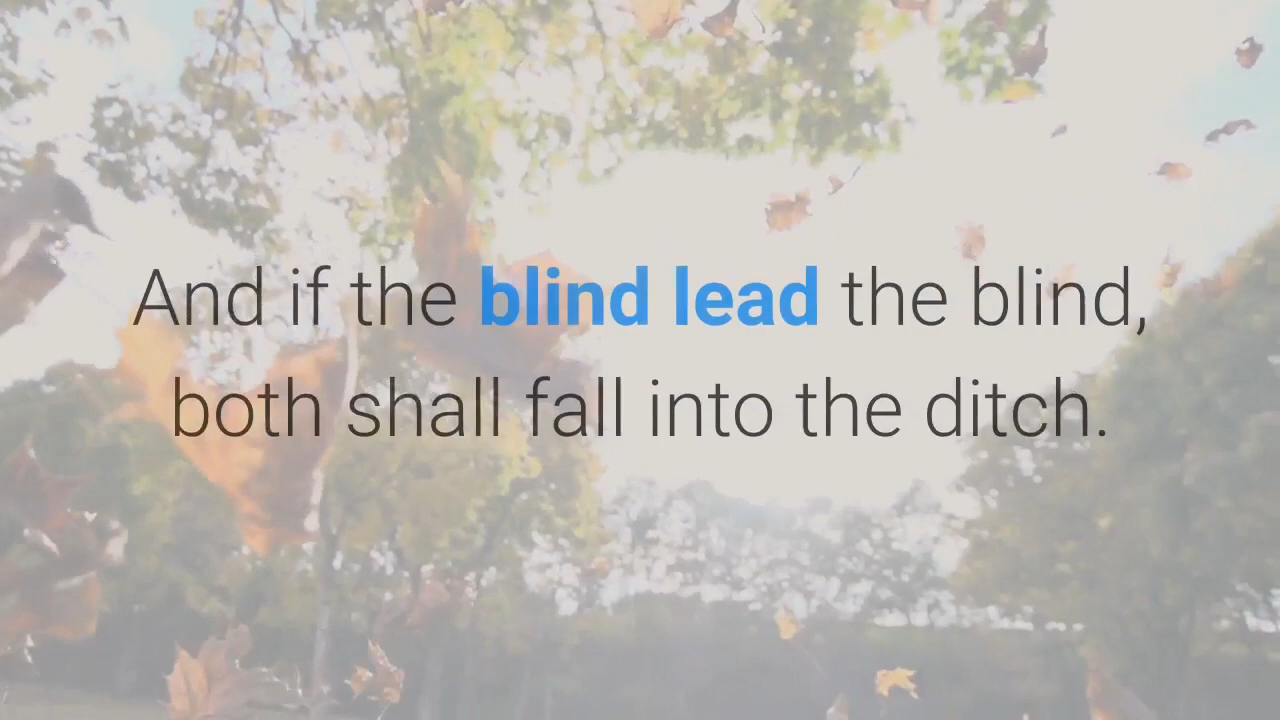 And if the blind lead the blind,
both shall fall into the ditch.